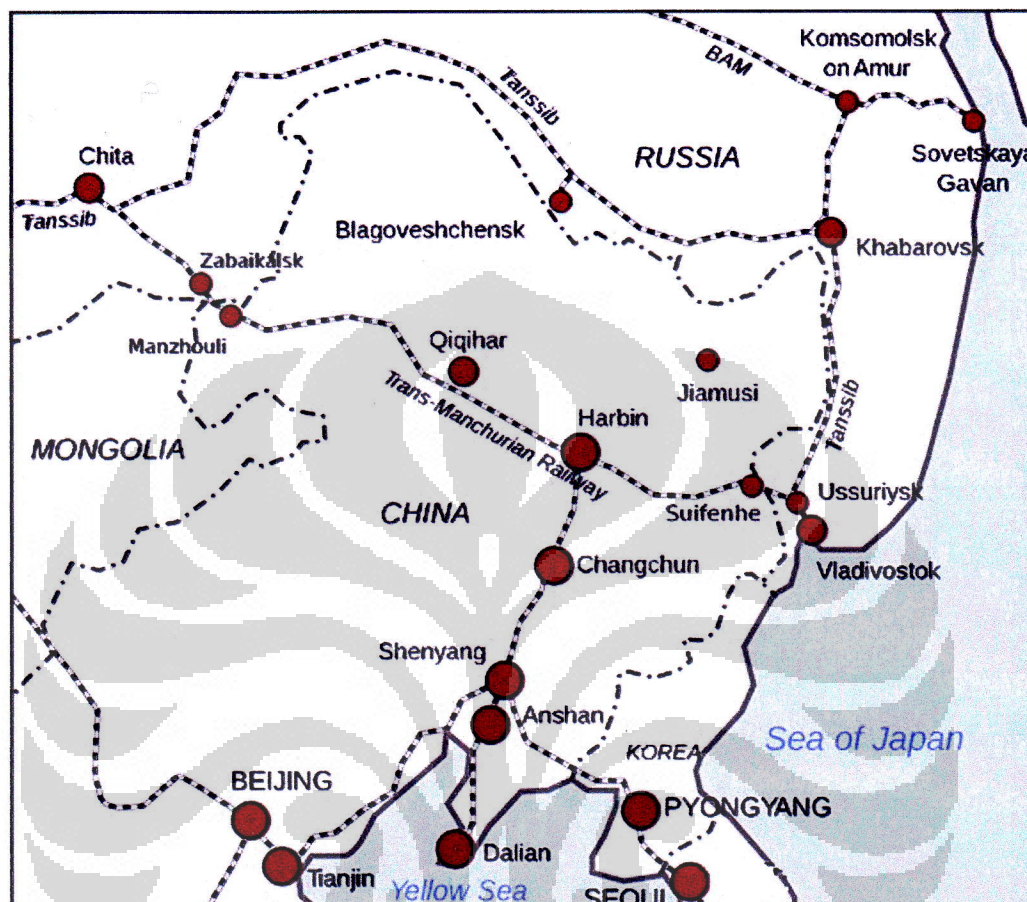 Komsomolsk
on Amur
BAM
Tanssib
RUSSIA
Sovetskaya
Gavan
Chita
Tanssib
Blagoveshchensk
Khabarovsk
Zabaikalsk
Manzhouli
Qiqihar
Jiamusi
Trans-Manchurian Railway
Harbin
Tanssib
MONGOLIA
CHINA
Suifenhe
Ussuriysk
Changchun
Vladivostok
Shenyang
Anshan
KOREA
Sea of Japan
BEIJING
PYONGYANG
Dalian
Tianjin
Yellow Sea
SEOUL